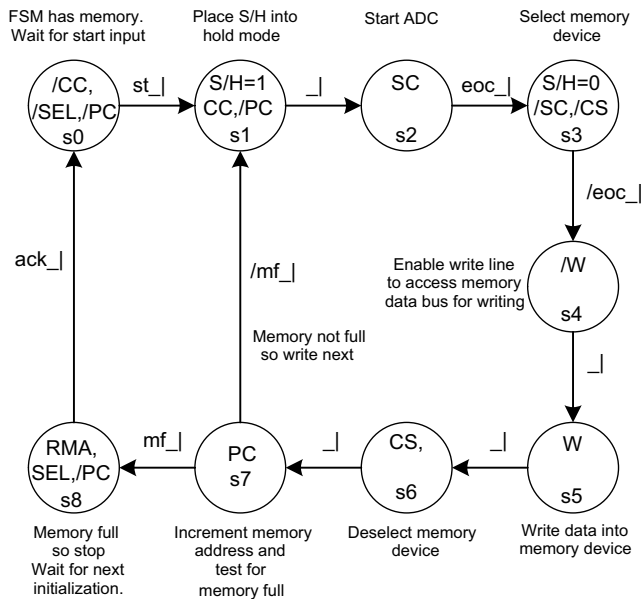 FSM has memory.
Wait for start input
Place S/H into
hold mode
Start ADC
Select memory
device
/CC,
/SEL,/PC
s0
st_|
S/H=1
CC,/PC
s1
_|
SC
s2
eoc_|
S/H=0
/SC,/CS
s3
/eoc_|
ack_|
/mf_|
Enable write line
to access memory
data bus for writing
/W
s4
Memory not full
so write next
_|
RMA,
SEL,/PC
s8
mf_|
PC
s7
_|
CS,
s6
_|
W
s5
Memory full
so stop
Wait for next
initialization.
Increment memory
address and
test for
memory full
Deselect memory
device
Write data into
memory device